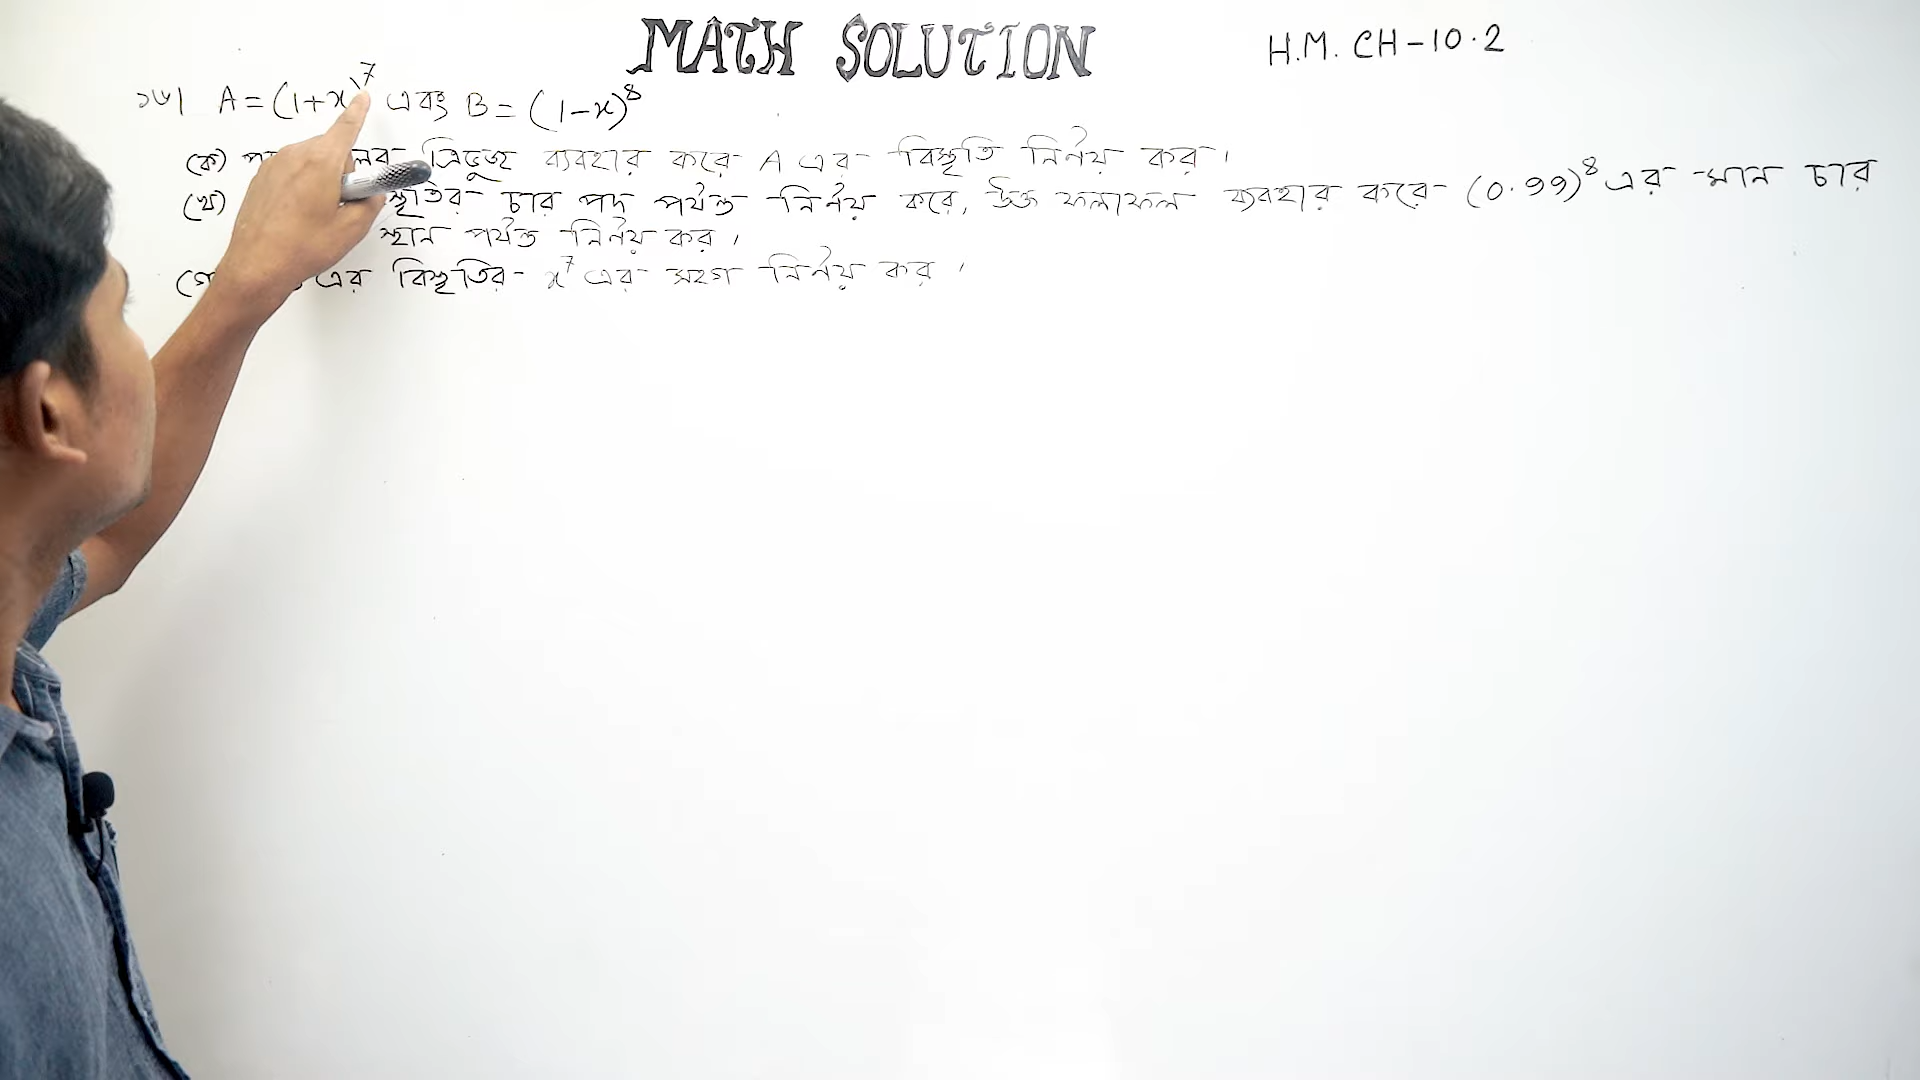 MATH SOLUTION
H.M. CH-10.2
১৬। A = (1+x)⁷ এবং B = (1-x)⁸
(ক) ত্রিভুজ ব্যবহার করে A এর বিস্তৃতি নির্ণয় কর।
(খ) চার পদ পর্যন্ত নির্ণয় করে, উক্ত ফলাফল ব্যবহার করে (0.99)⁸ এর মান চার
স্থান পর্যন্ত নির্ণয় কর।
এর বিস্তৃতির x⁷ এর সহগ নির্ণয় কর।